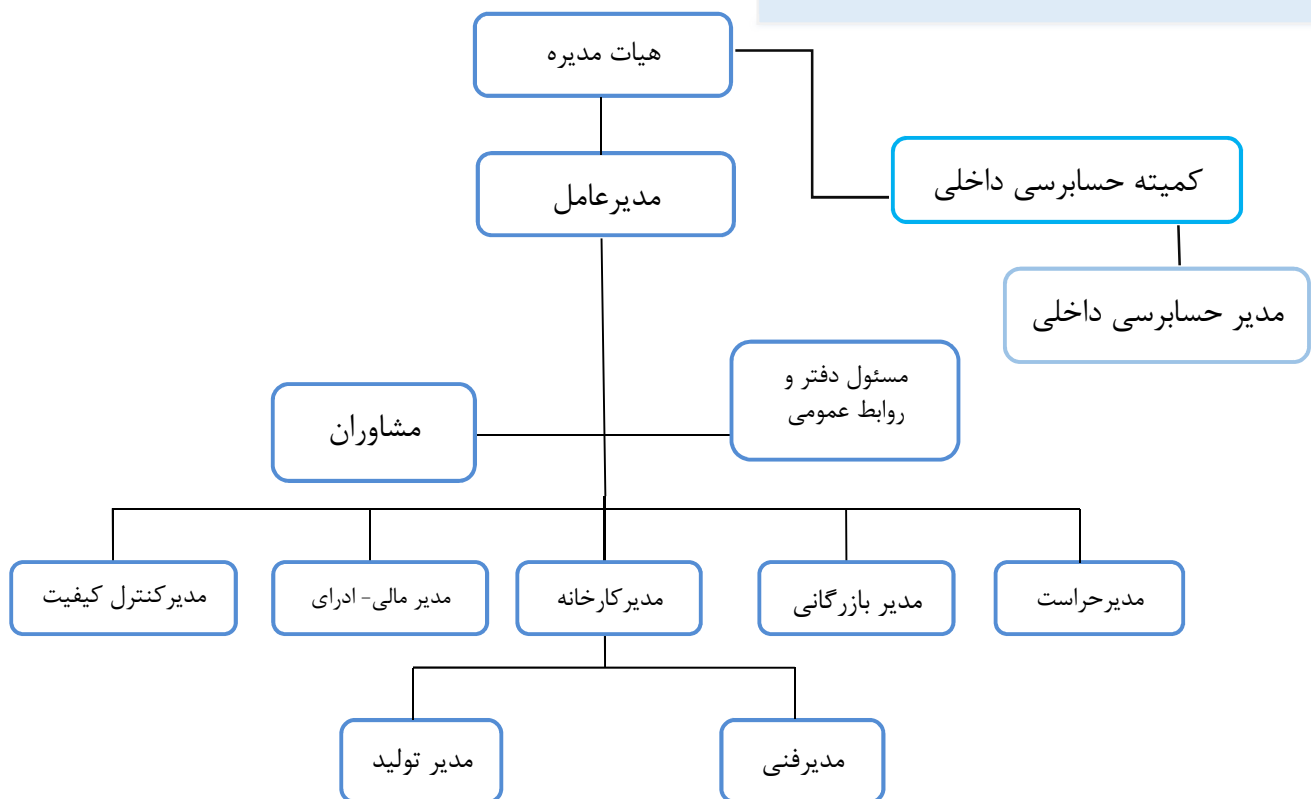 هیات مدیره
کمیته حسابرسی داخلی
مدیرعامل
مدیر حسابرسی داخلی
مسئول دفتر و
روابط عمومی
مشاوران
مدیرحراست
مدیر بازرگانی
مدیرکارخانه
مدیر مالی- ادرای
مدیرکنترل کیفیت
مدیرفنی
مدیر تولید